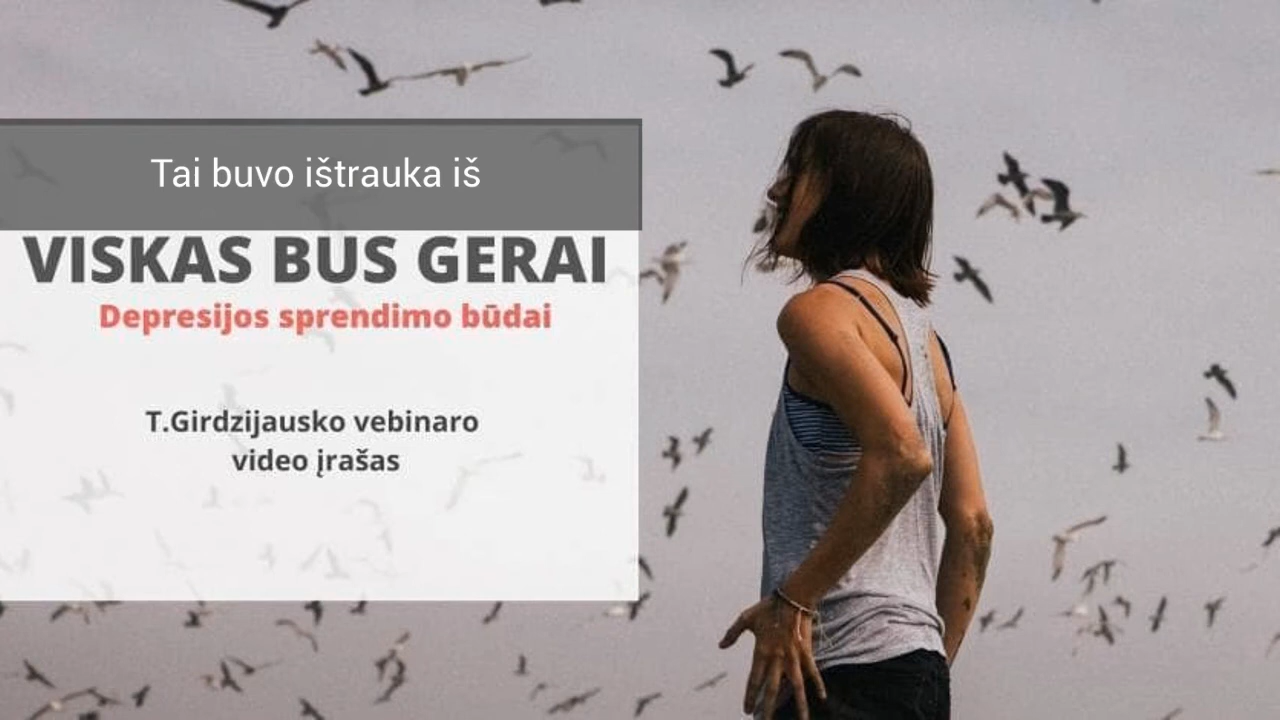 Tai buvo ištrauka iš
VISKAS BUS GERAI
Depresijos sprendimo būdai
T.Girdzijausko vebinaro
video įrašas